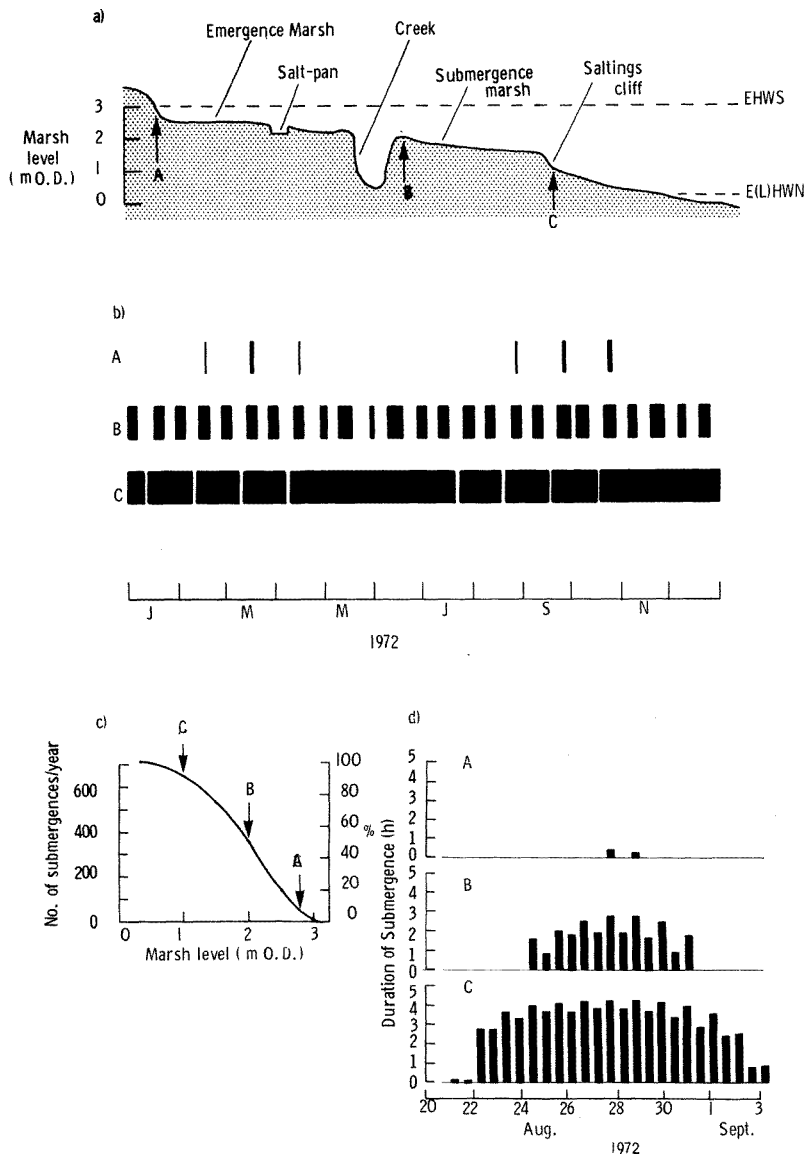 a)
Emergence Marsh
Creek
Salt-pan
Submergence marsh
Saltings cliff
EHWS
3
2
1
0
Marsh level (m O.D.)
A
B
C
E(L)HWN
b)
A
B
C
J M M J S N
1972
c)
C
B
A
No. of submergences/year
600
400
200
0
100
80
60
40
20
0
%
0 1 2 3
Marsh level (m O.D.)
d)
Duration of Submergence (h)
5
4
3
2
1
0
A
5
4
3
2
1
0
B
5
4
3
2
1
0
C
20 22 24 26 28 30 1 3
Aug. Sept.
1972